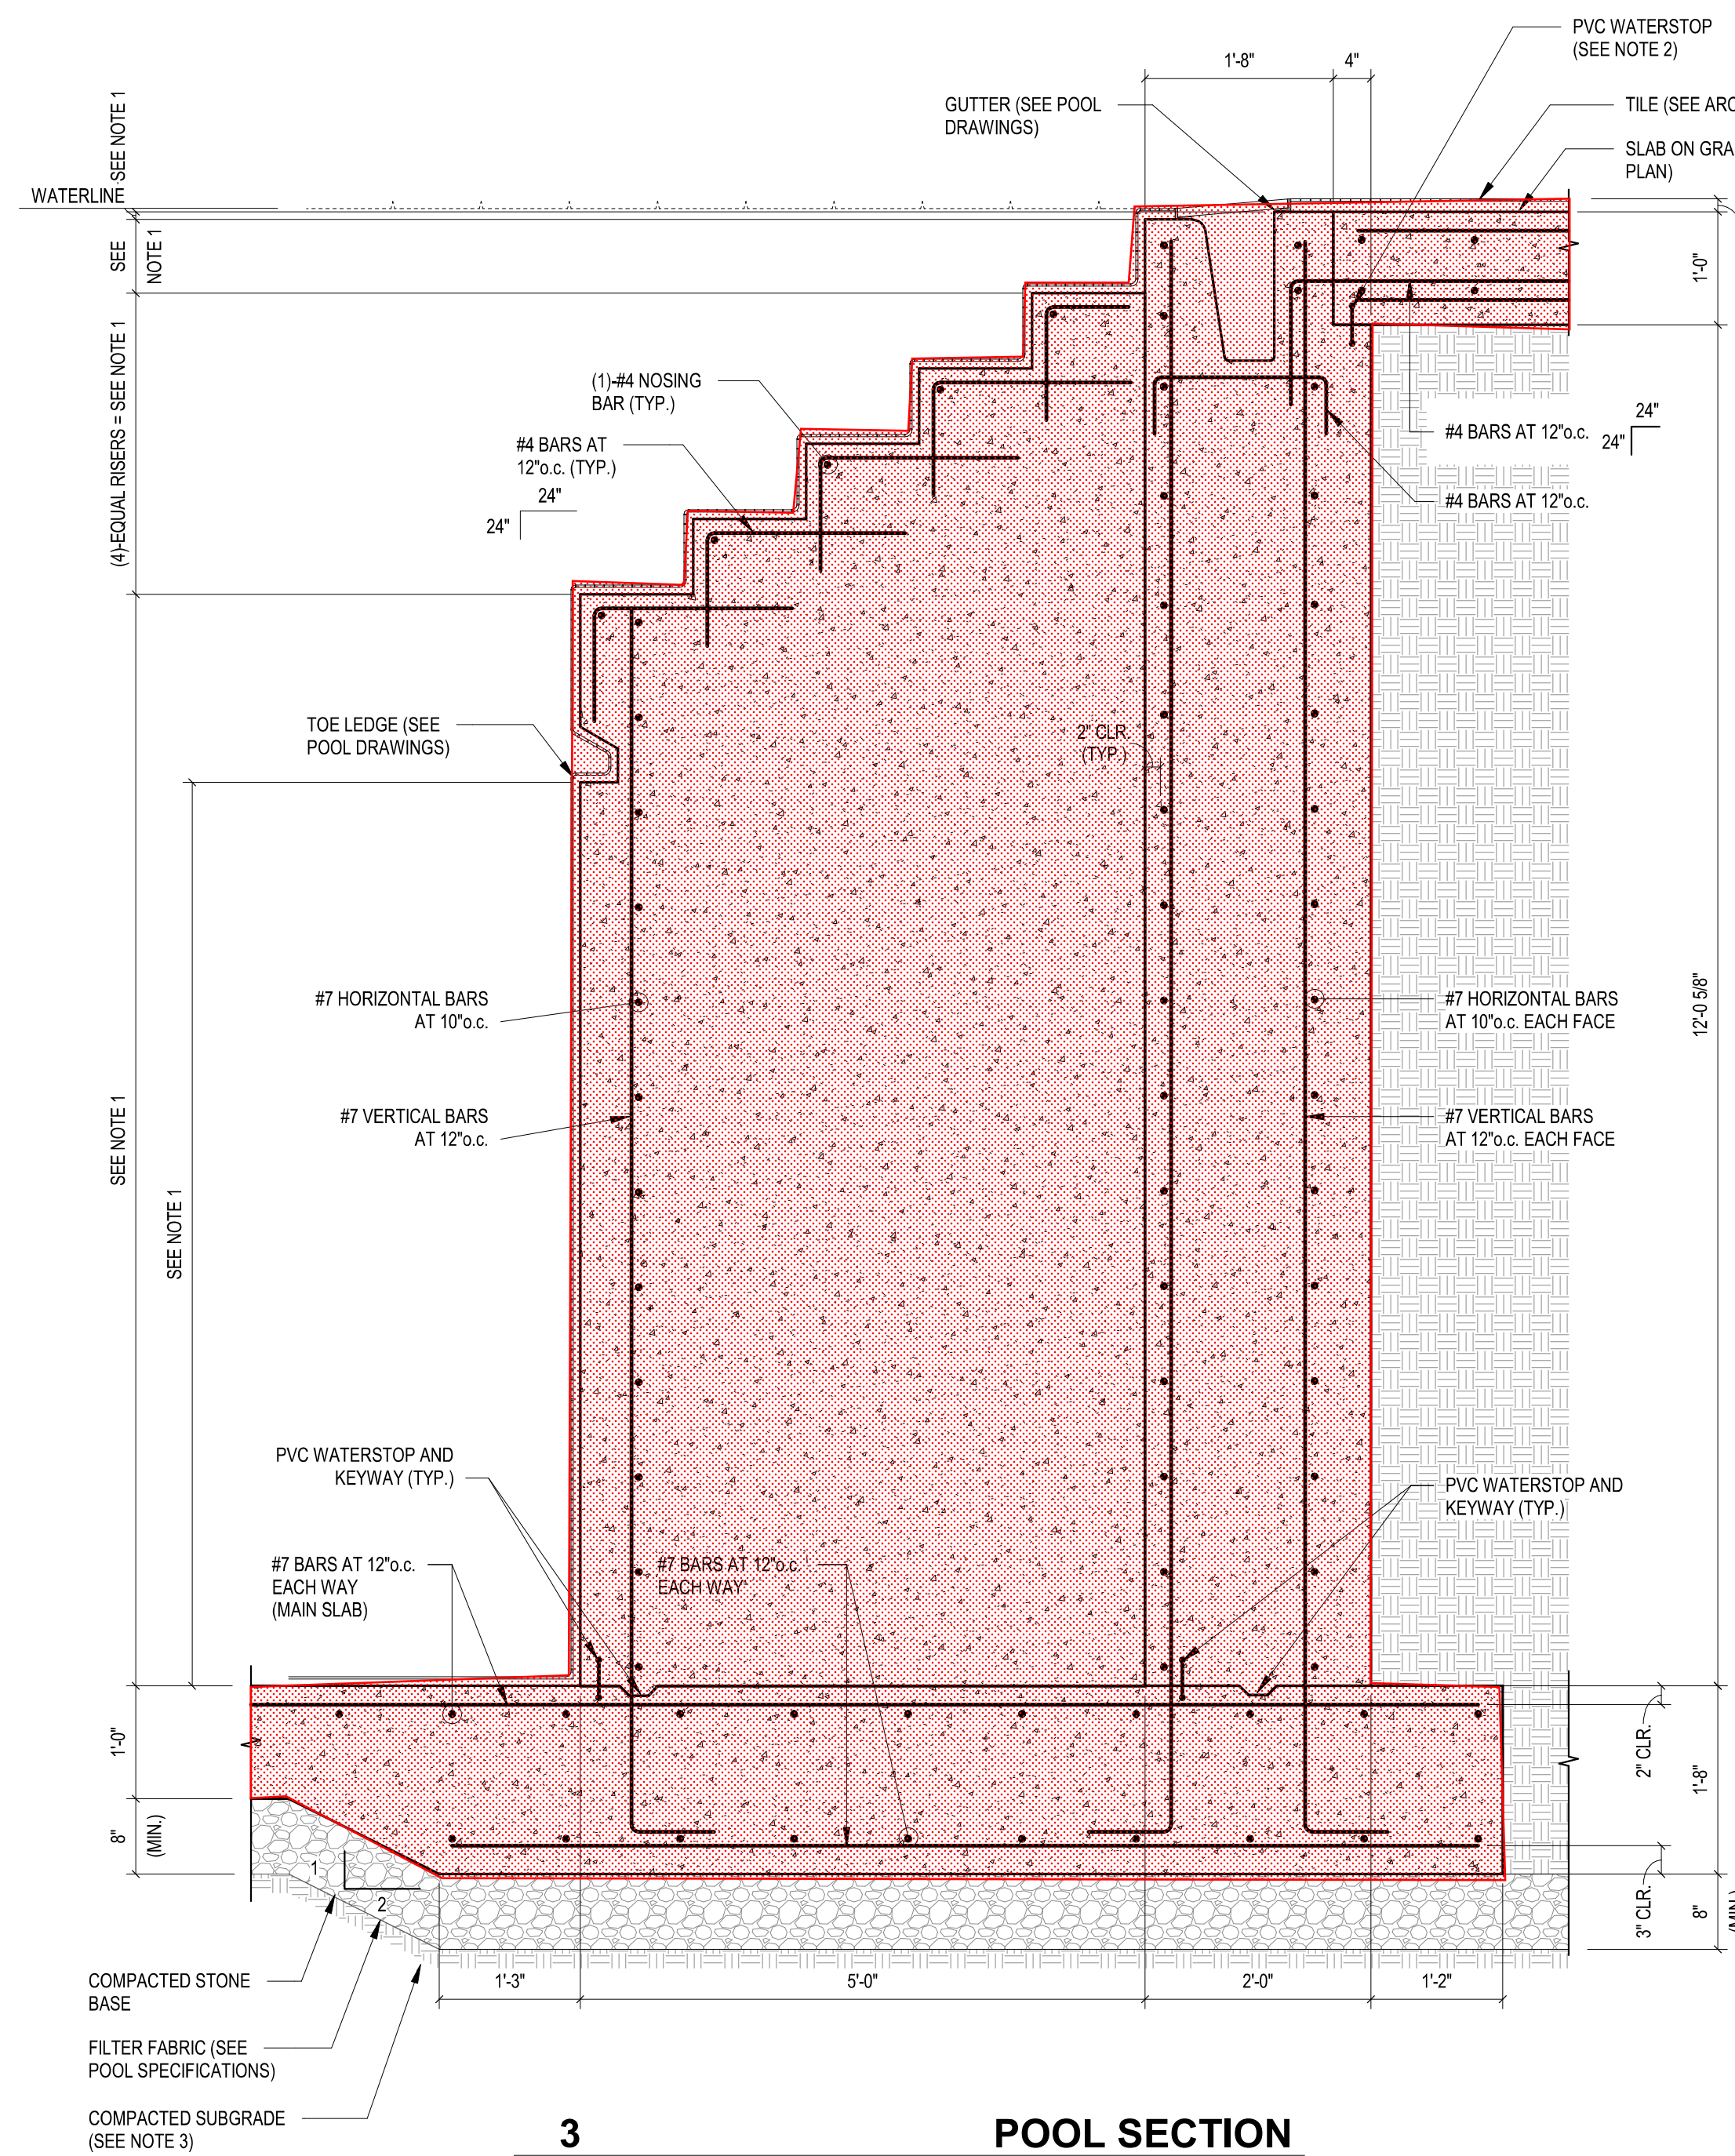 PVC WATERSTOP
(SEE NOTE 2)
1'-8"
4"
GUTTER (SEE POOL
DRAWINGS)
TILE (SEE
SLAB ON
PLAN)
SEE NOTE 1
WATERLINE
SEE
NOTE 1
1'-0"
(4)-EQUAL RISERS = SEE NOTE 1
(1)-#4 NOSING
BAR (TYP.)
#4 BARS AT
12"o.c. (TYP.)
24"
24"
#4 BARS AT 12"o.c.
24"
24"
#4 BARS AT 12"o.c.
TOE LEDGE (SEE
POOL DRAWINGS)
2" CLR.
(TYP.)
#7 HORIZONTAL BARS
AT 10"o.c.
#7 HORIZONTAL BARS
AT 10"o.c. EACH FACE
12'-0 5/8"
#7 VERTICAL BARS
AT 12"o.c.
#7 VERTICAL BARS
AT 12"o.c. EACH FACE
SEE NOTE 1
SEE NOTE 1
PVC WATERSTOP AND
KEYWAY (TYP.)
PVC WATERSTOP AND
KEYWAY (TYP.)
#7 BARS AT 12"o.c.
EACH WAY
(MAIN SLAB)
#7 BARS AT 12"o.c.
EACH WAY
1'-0"
8"
(MIN.)
2" CLR.
1'-8"
3" CLR.
8"
(MIN.)
1
2
COMPACTED STONE
BASE
1'-3"
5'-0"
2'-0"
1'-2"
FILTER FABRIC (SEE
POOL SPECIFICATIONS)
COMPACTED SUBGRADE
(SEE NOTE 3)
3
POOL SECTION